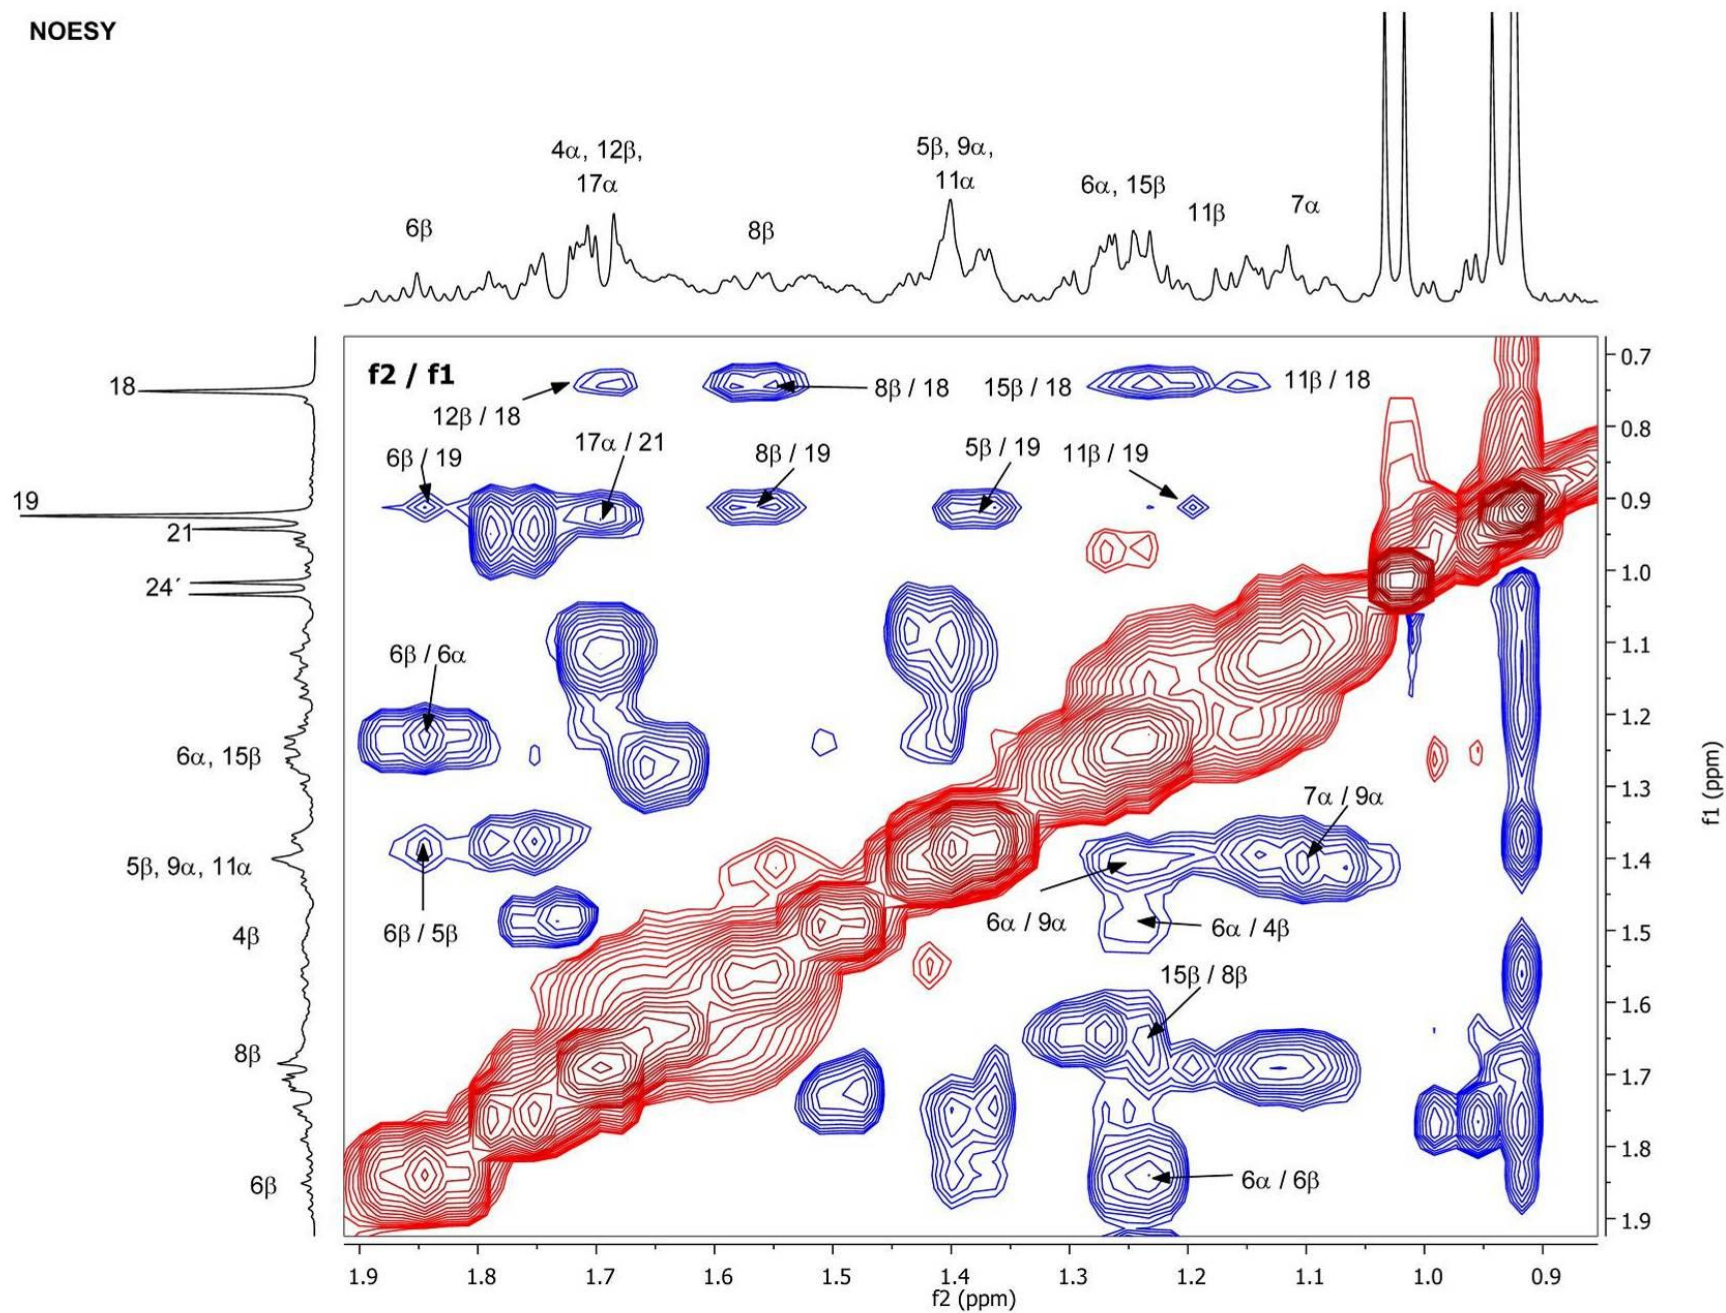 NOESY
4α, 12β,
17α
5β, 9α,
11α
6α, 15β
11β
7α
6β
8β
f2 / f1
18
19
21
24´
6α, 15β
5β, 9α, 11α
4β
8β
6β
12β / 18
8β / 18
15β / 18
11β / 18
6β / 19
17α / 21
8β / 19
5β / 19
11β / 19
6β / 6α
7α / 9α
6β / 5β
6α / 9α
6α / 4β
15β / 8β
6α / 6β
0.7
0.8
0.9
1.0
1.1
1.2
1.3
1.4
1.5
1.6
1.7
1.8
1.9
f1 (ppm)
1.9 1.8 1.7 1.6 1.5 1.4 1.3 1.2 1.1 1.0 0.9
f2 (ppm)